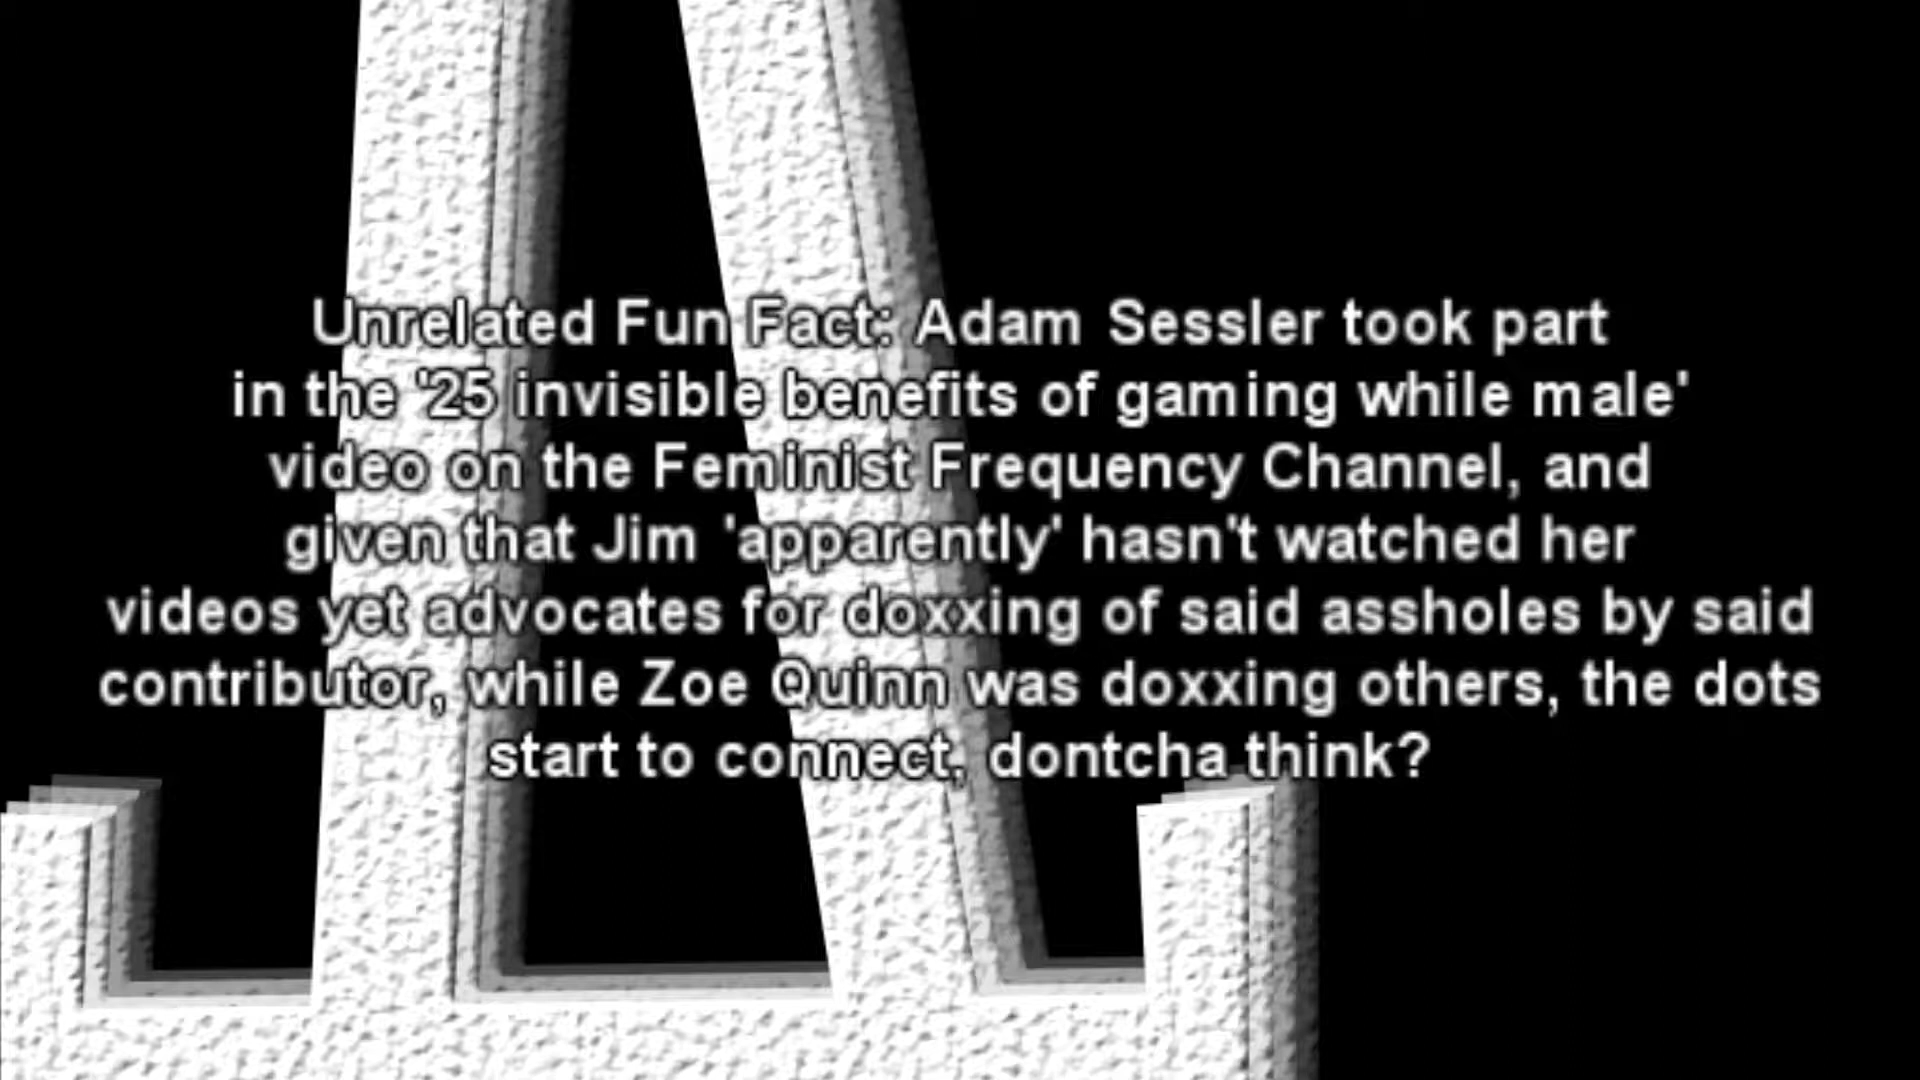 Unrelated Fun Fact: Adam Sessler took part
in the '25 invisible benefits of gaming while male'
video on the Feminist Frequency Channel, and
given that Jim 'apparently' hasn't watched her
videos yet advocates for doxxing of said assholes by said
contributor, while Zoe Quinn was doxxing others, the dots
start to connect, dontcha think?